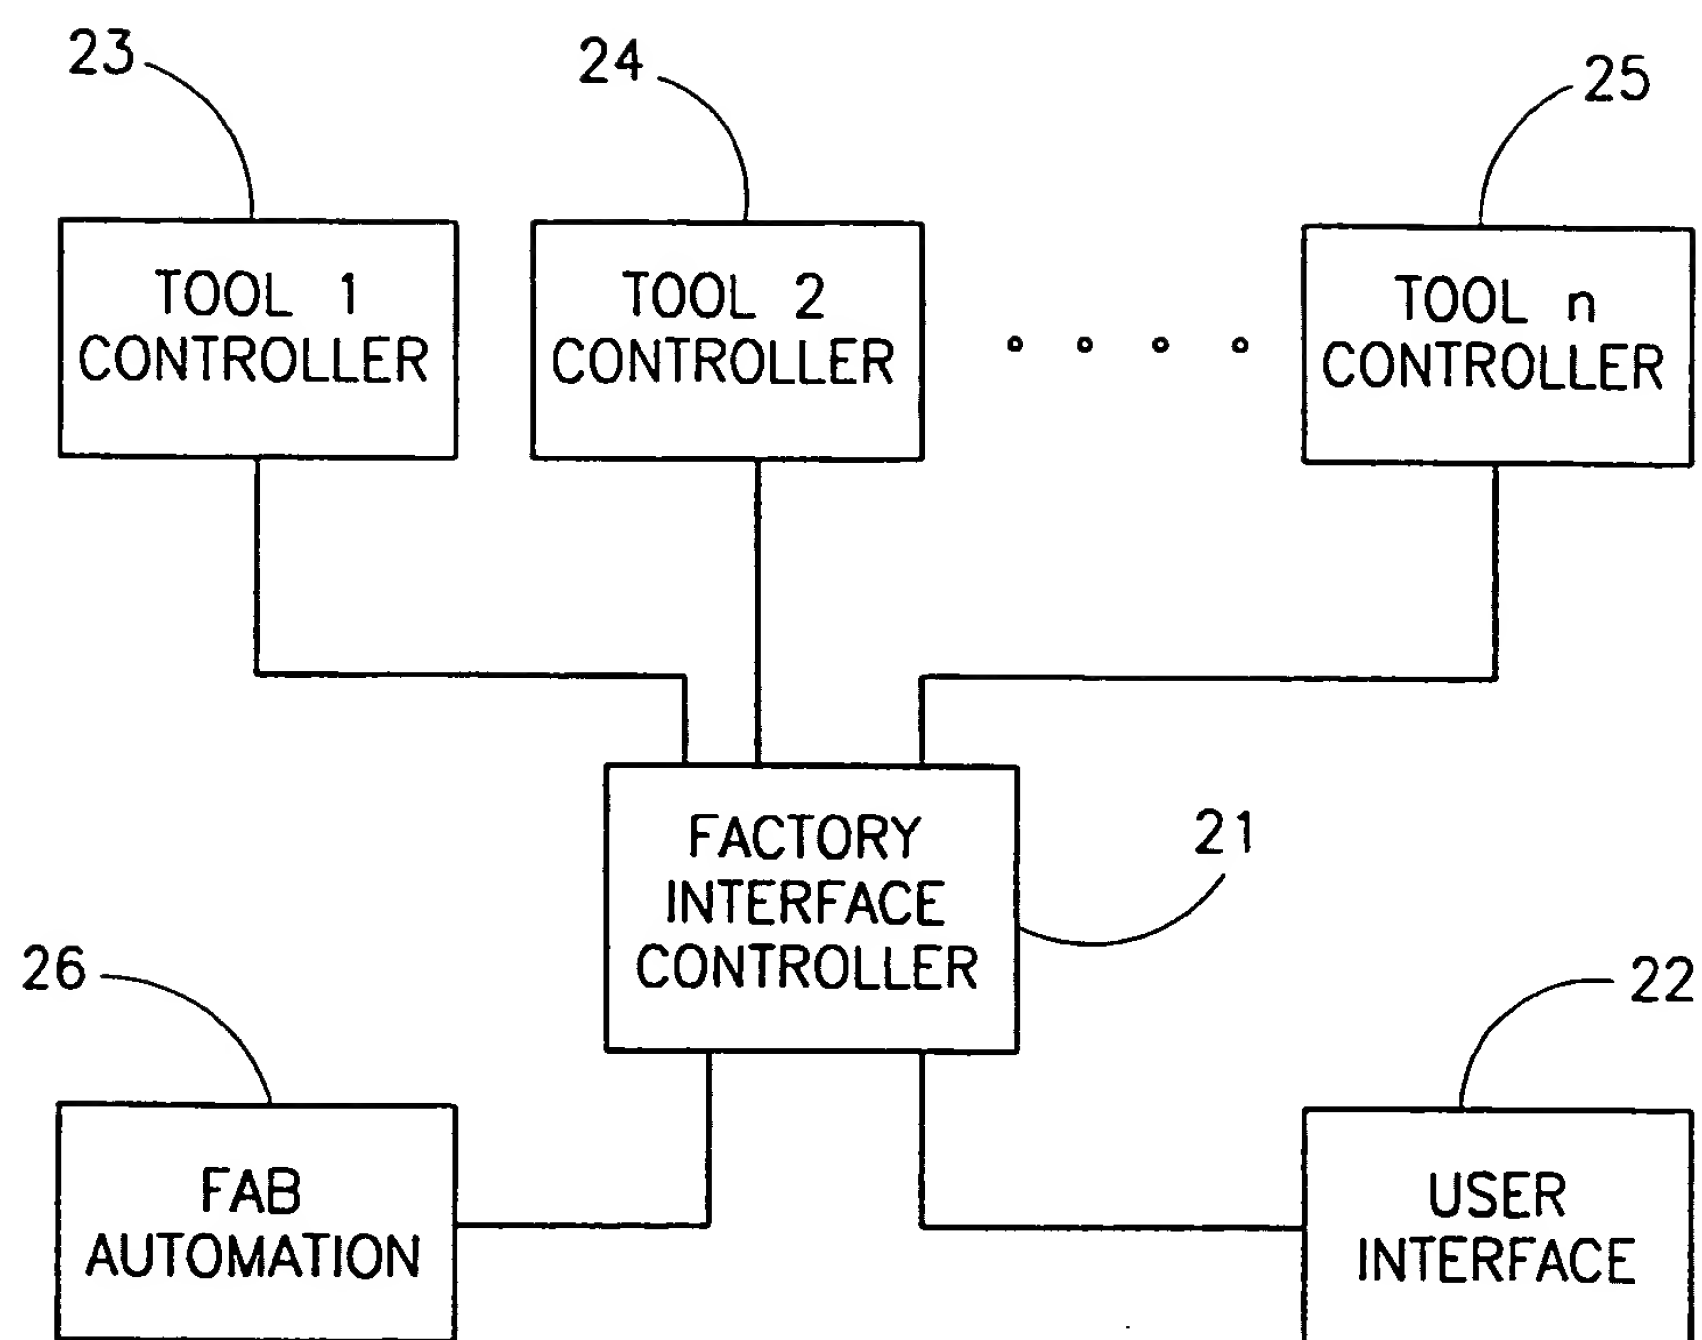 23
24
25
TOOL 1
CONTROLLER
TOOL 2
CONTROLLER
TOOL n
CONTROLLER
FACTORY
INTERFACE
CONTROLLER
21
26
22
FAB
AUTOMATION
USER
INTERFACE